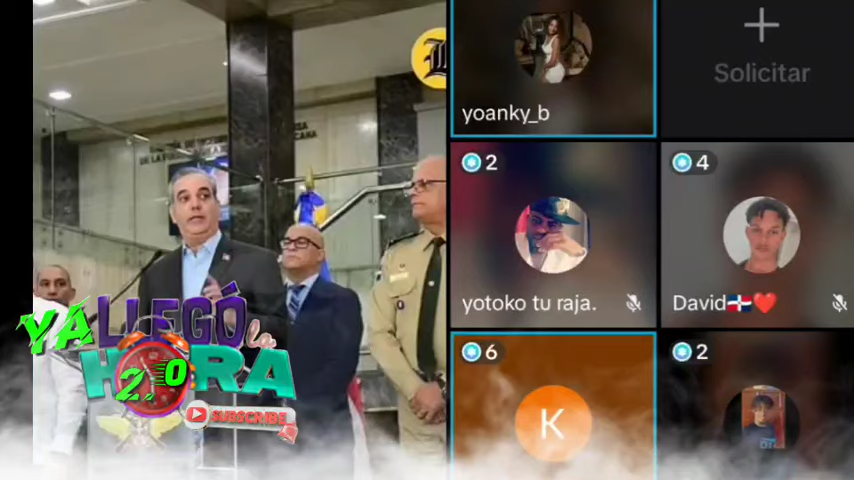 yoanky_b
Solicitar
2
4
yotoko tu raja.
David🇩🇴❤️
6
2
K
YA LLEGÓ la
HORA
2.0
SUBSCRIBE